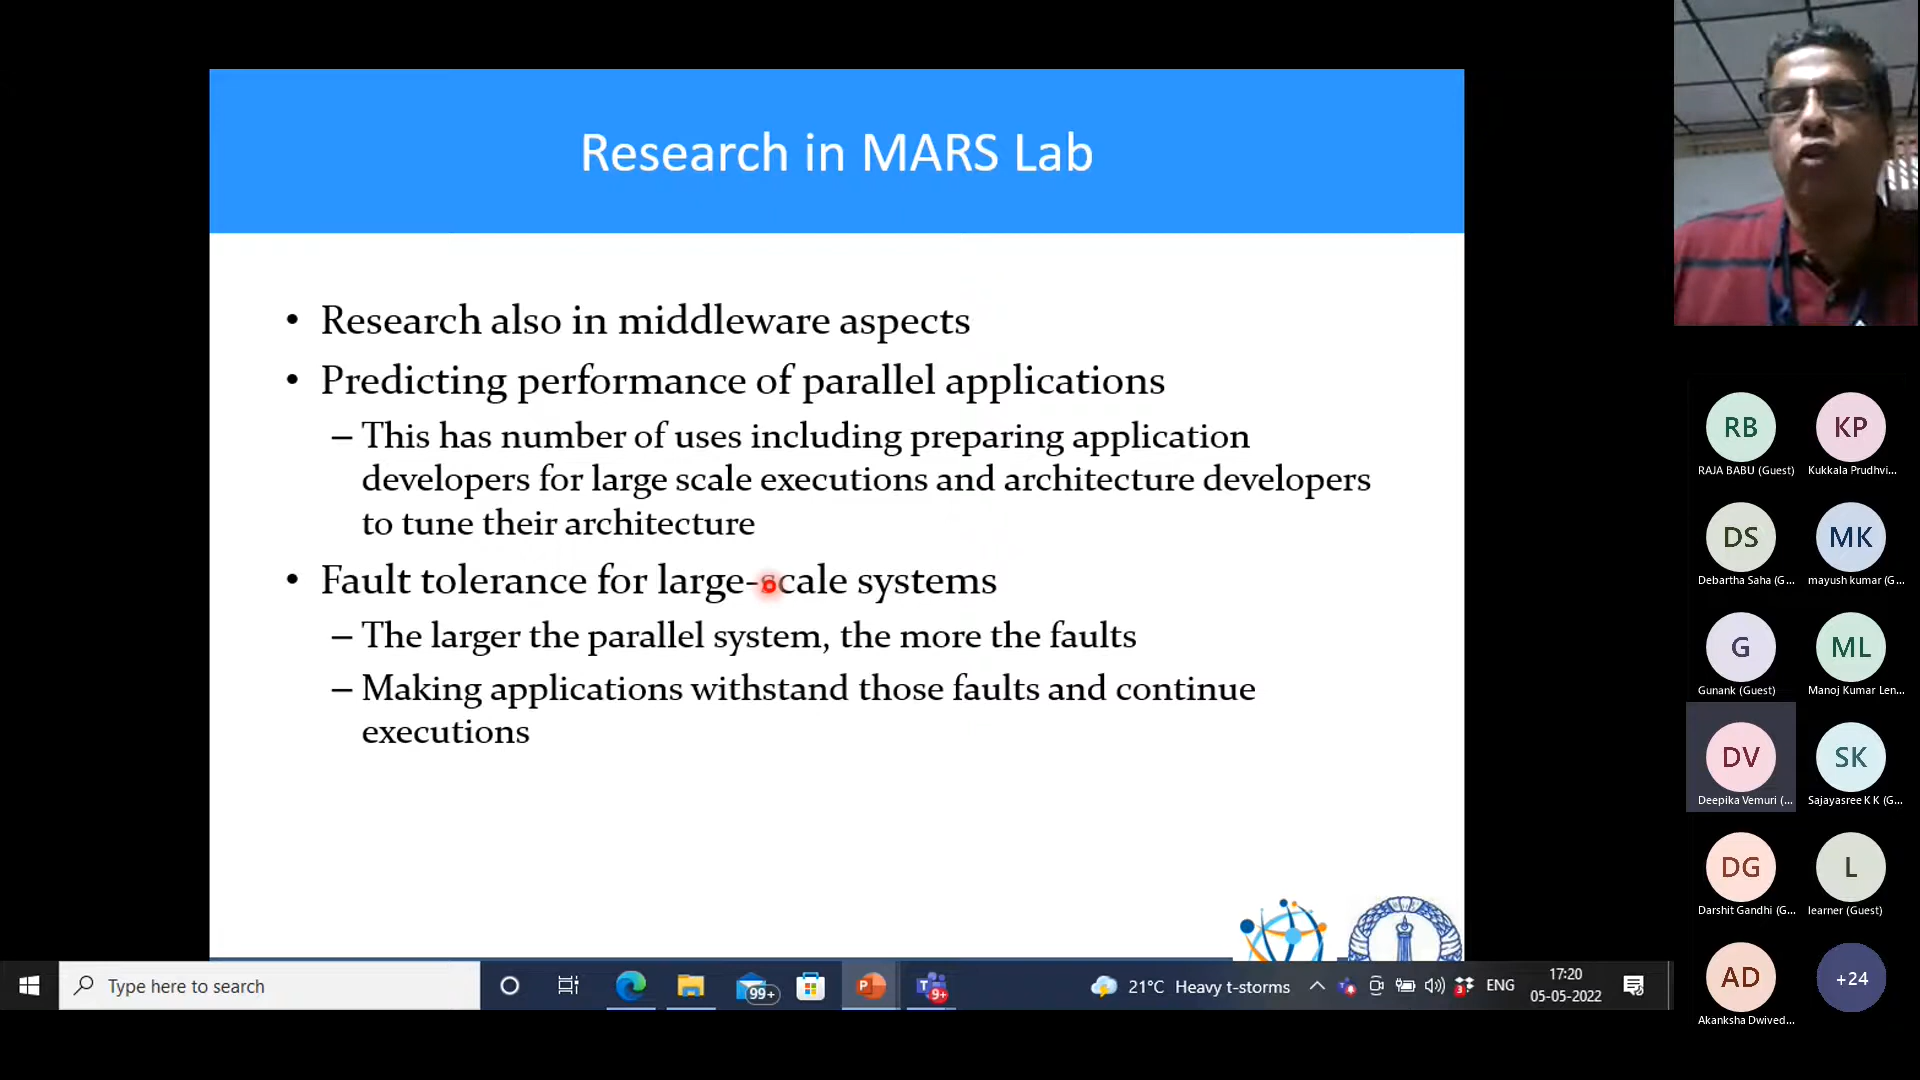 Research in MARS Lab
• Research also in middleware aspects
• Predicting performance of parallel applications
– This has number of uses including preparing application
developers for large scale executions and architecture developers
to tune their architecture
• Fault tolerance for large-scale systems
– The larger the parallel system, the more the faults
– Making applications withstand those faults and continue
executions
RB
KP
RAJA BABU (Guest)
Kukkala Prudhvi...
DS
MK
Debartha Saha (G...
mayush kumar (G...
G
ML
Gunank (Guest)
Manoj Kumar Len...
DV
SK
Deepika Vemuri (...
Sajayasree K K (G...
DG
L
Darshit Gandhi (G...
learner (Guest)
AD
+24
Akanksha Dwived...
Type here to search
99+
P
T
9+
21°C Heavy t-storms
3
ENG
17:20
05-05-2022